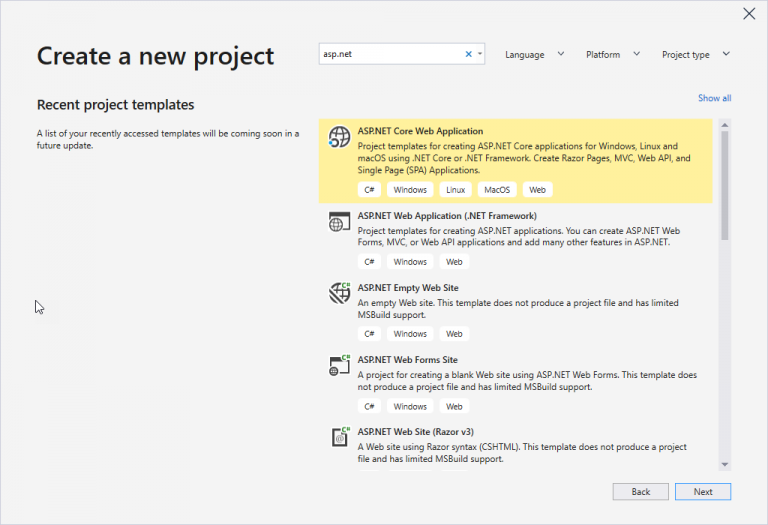 Create a new project
asp.net
Language
Platform
Project type
Recent project templates
Show all
A list of your recently accessed templates will be coming soon in a
future update.
ASP.NET Core Web Application
Project templates for creating ASP.NET Core applications for Windows, Linux and
macOS using .NET Core or .NET Framework. Create Razor Pages, MVC, Web API, and
Single Page (SPA) Applications.
C# Windows Linux MacOS Web
ASP.NET Web Application (.NET Framework)
Project templates for creating ASP.NET applications. You can create ASP.NET Web
Forms, MVC, or Web API applications and add many other features in ASP.NET.
C# Windows Web
ASP.NET Empty Web Site
An empty Web site. This template does not produce a project file and has limited
MSBuild support.
C# Windows Web
ASP.NET Web Forms Site
A project for creating a blank Web site using ASP.NET Web Forms. This template does
not produce a project file and has limited MSBuild support.
C# Windows Web
ASP.NET Web Site (Razor v3)
A Web site using Razor syntax (CSHTML). This template does not produce a project
file and has limited MSBuild support.
Back
Next